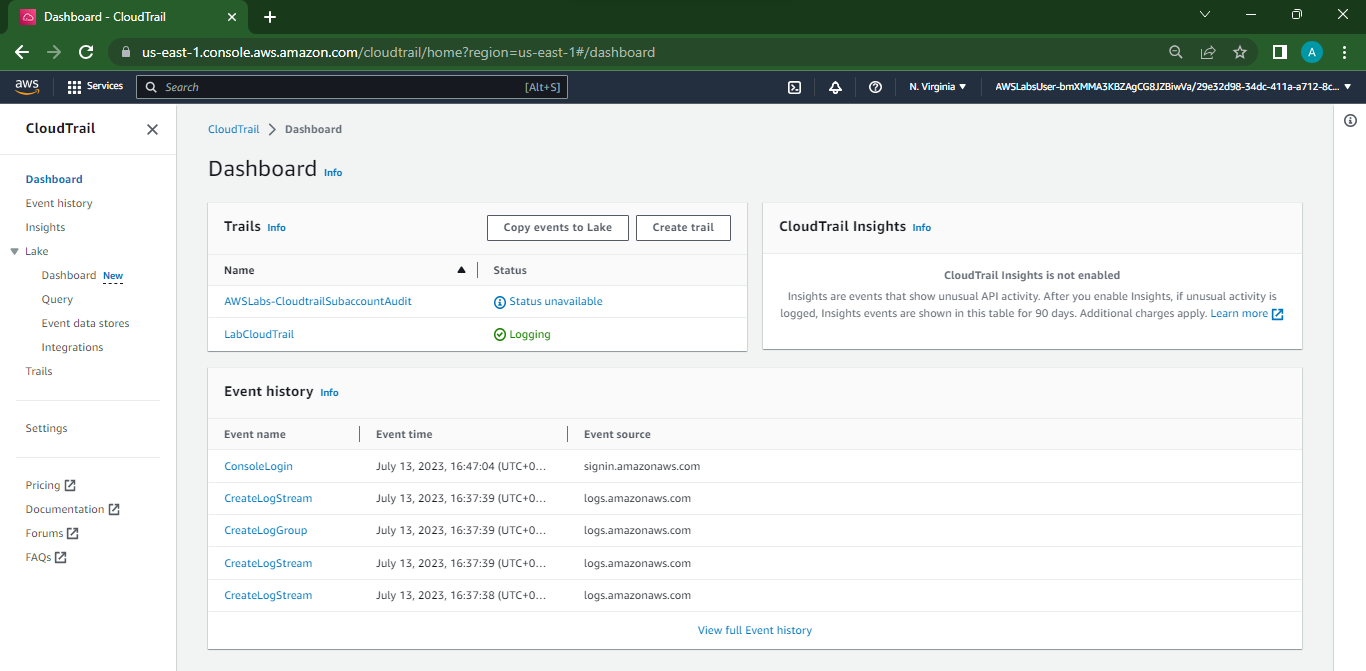 Dashboard - CloudTrail
us-east-1.console.aws.amazon.com/cloudtrail/home?region=us-east-1#/dashboard
A
aws
Services
Search
[Alt+S]
N. Virginia
AWSLabsUser-bmXMMA3KBZAgCG8JZBiwVa/29e32d98-34dc-411a-a712-8c...
CloudTrail
Dashboard
Event history
Insights
Lake
Dashboard New
Query
Event data stores
Integrations
Trails
Settings
Pricing
Documentation
Forums
FAQs
CloudTrail Dashboard
Dashboard Info
Trails Info
Copy events to Lake
Create trail
Name Status
AWSLabs-CloudtrailSubaccountAudit Status unavailable
LabCloudTrail Logging
CloudTrail Insights Info
CloudTrail Insights is not enabled
Insights are events that show unusual API activity. After you enable Insights, if unusual activity is
logged, Insights events are shown in this table for 90 days. Additional charges apply. Learn more
Event history Info
Event name Event time Event source
ConsoleLogin July 13, 2023, 16:47:04 (UTC+0... signin.amazonaws.com
CreateLogStream July 13, 2023, 16:37:39 (UTC+0... logs.amazonaws.com
CreateLogGroup July 13, 2023, 16:37:39 (UTC+0... logs.amazonaws.com
CreateLogStream July 13, 2023, 16:37:39 (UTC+0... logs.amazonaws.com
CreateLogStream July 13, 2023, 16:37:38 (UTC+0... logs.amazonaws.com
View full Event history